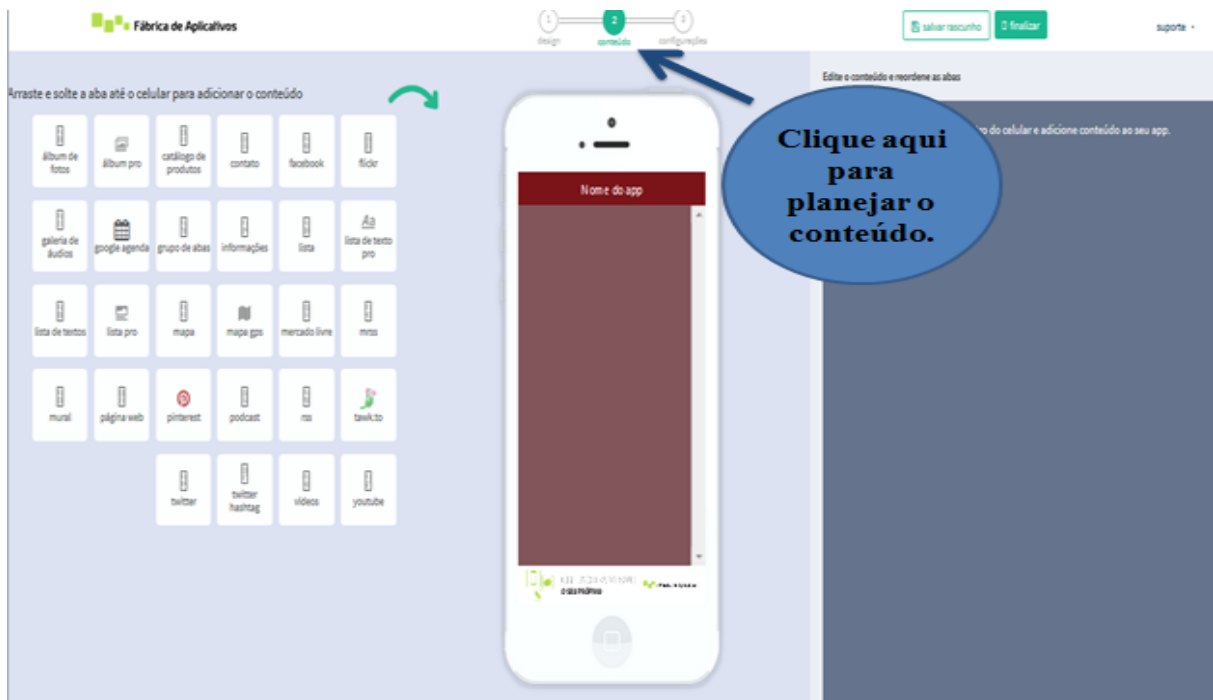 Fábrica de Aplicativos
1
2
3
design
conteúdo
configurações
salvar rascunho
finalizar
suporte
Arraste e solte a aba até o celular para adicionar o conteúdo
Edite o conteúdo e reordene as abas
do celular e adicione conteúdo ao seu app.
Clique aqui
para
planejar o
conteúdo.
álbum de
fotos
álbum pro
catálogo de
produtos
contato
facebook
flickr
galeria de
áudios
google agenda
grupo de abas
informações
lista
Aa
lista de texto
pro
lista de textos
lista pro
mapa
mapa gps
mercado livre
mrss
mural
página web
pinterest
podcast
rss
tawk.to
twitter
twitter
hashtag
vídeos
youtube
Nome do app
O SEU PRÓPRIO